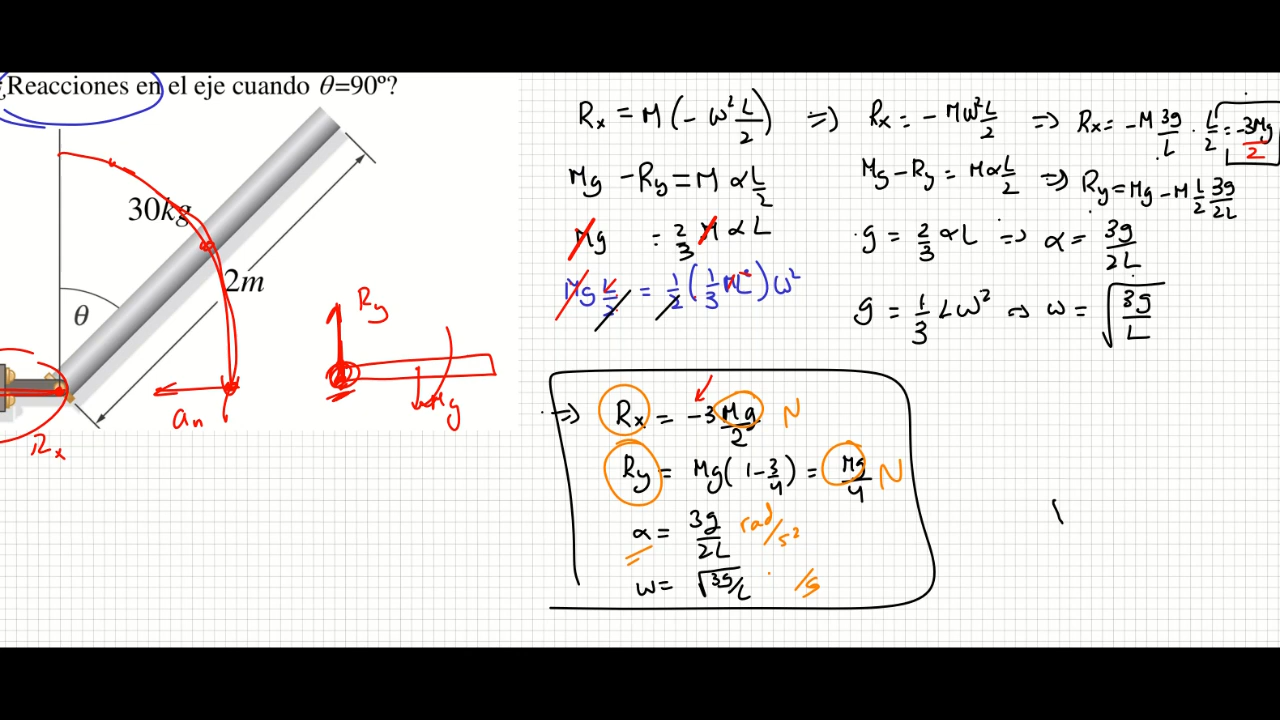 ¿Reacciones en el eje cuando θ=90º?
30kg
2m
θ
Ry
Mg
an
Rx
Rx = M(-ω² L/2) => Rx = - Mω²L/2 => Rx = -M 3g/L · L/2 = -3Mg/2
Mg - Ry = M α L/2 Mg - Ry = MαL/2 => Ry = Mg - M L/2 3g/2L
Mg = 2/3 M α L g = 2/3 αL => α = 3g/2L
Mg L/2 = 1/2 (1/3 ML²) ω² g = 1/3 Lω² => ω = √3g/L
=> Rx = -3 Mg/2 N
Ry = Mg(1-3/4) = Mg/4 N
α = 3g/2L rad/s²
ω = √3g/L /s